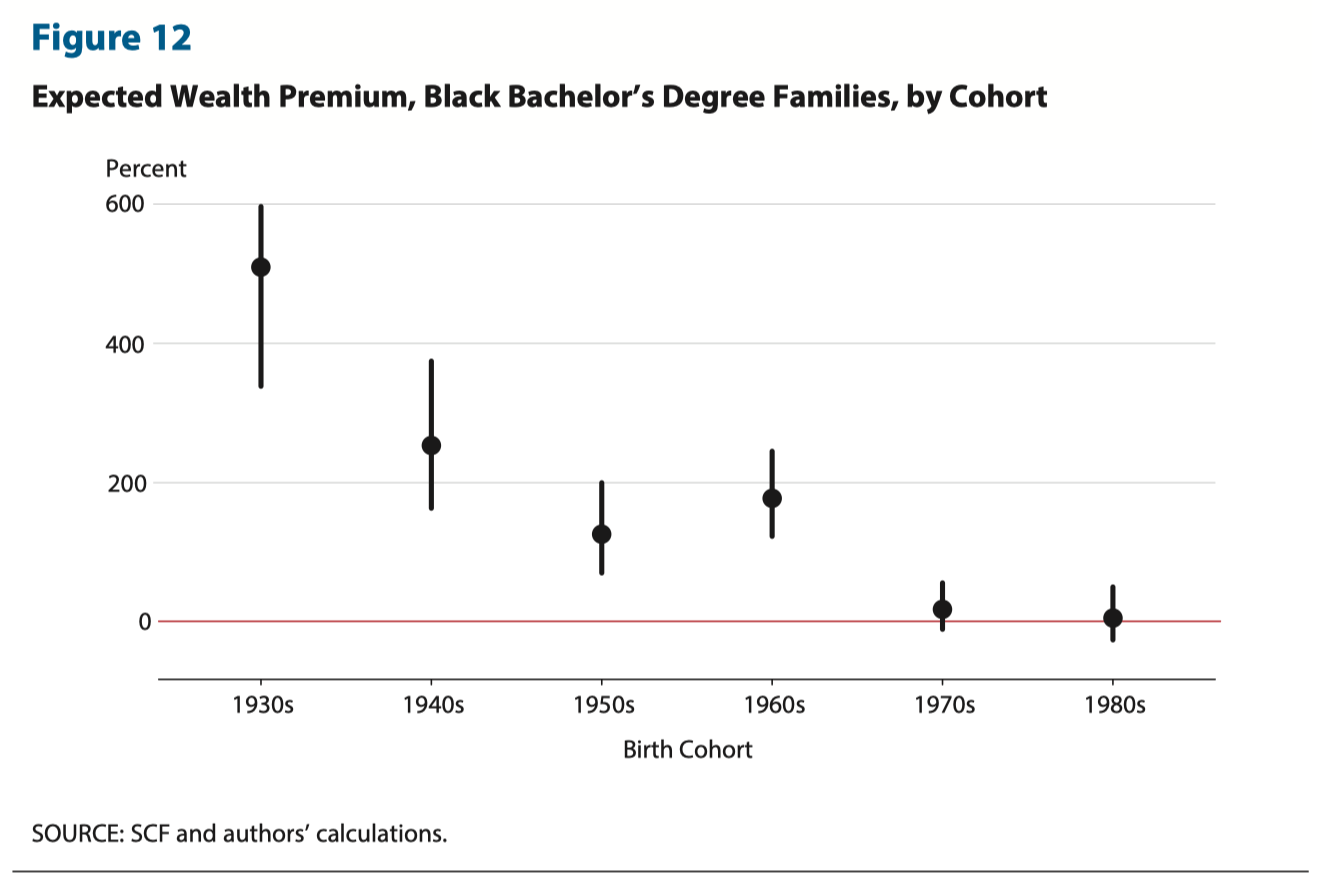 Figure 12
Expected Wealth Premium, Black Bachelor’s Degree Families, by Cohort
Percent
600
400
200
0
1930s 1940s 1950s 1960s 1970s 1980s
Birth Cohort
SOURCE: SCF and authors’ calculations.